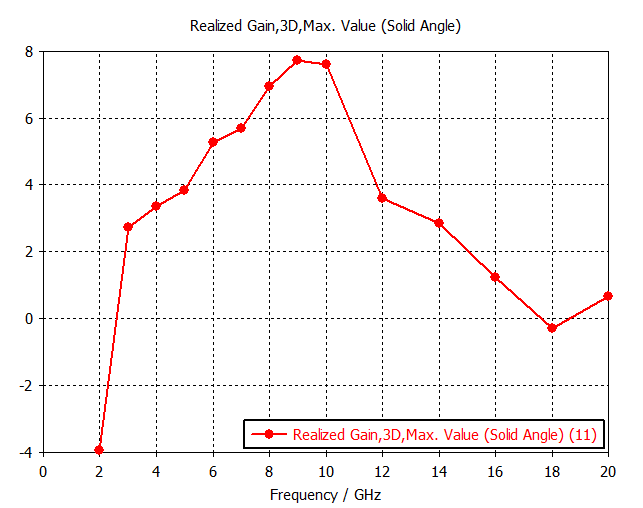 Realized Gain,3D,Max. Value (Solid Angle)
8
6
4
2
0
-2
-4
Realized Gain,3D,Max. Value (Solid Angle) (11)
0 2 4 6 8 10 12 14 16 18 20
Frequency / GHz